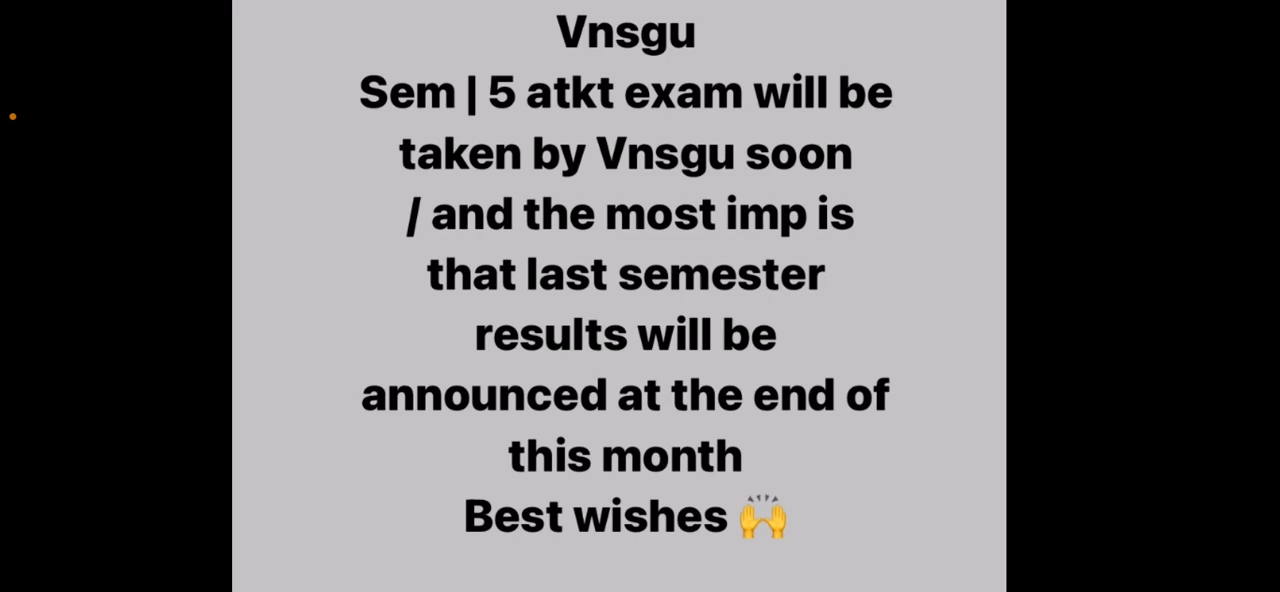 Vnsgu
Sem | 5 atkt exam will be
taken by Vnsgu soon
/ and the most imp is
that last semester
results will be
announced at the end of
this month
Best wishes 🙌